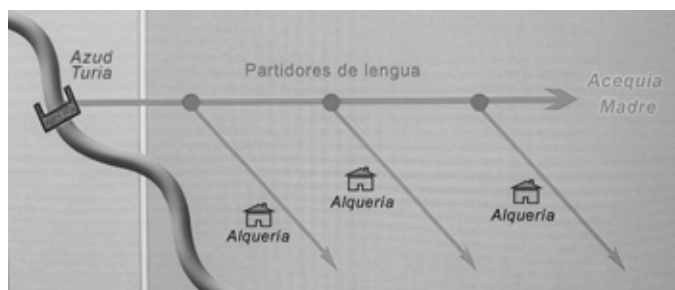 Azud
Turia
Partidores de lengua
Acequia
Madre
Alquería
Alquería
Alquería